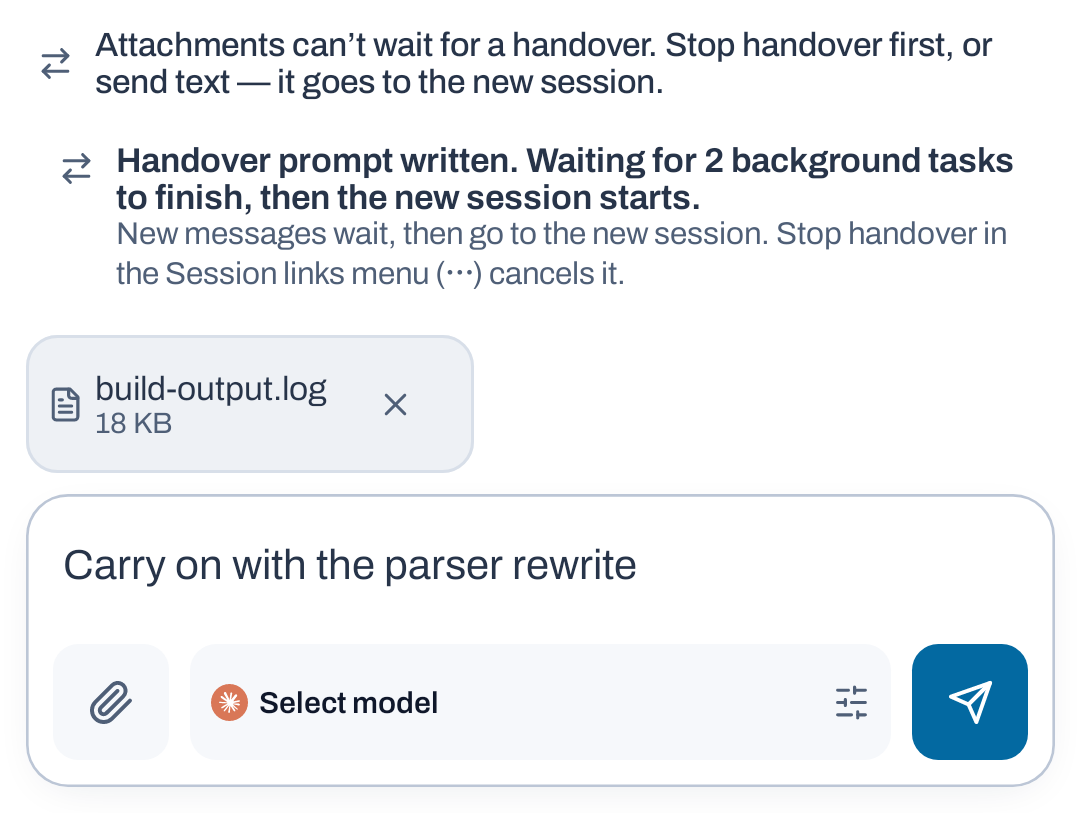 Attachments can’t wait for a handover. Stop handover first, or
send text — it goes to the new session.
Handover prompt written. Waiting for 2 background tasks
to finish, then the new session starts.
New messages wait, then go to the new session. Stop handover in
the Session links menu (···) cancels it.
build-output.log
18 KB
Carry on with the parser rewrite
Select model